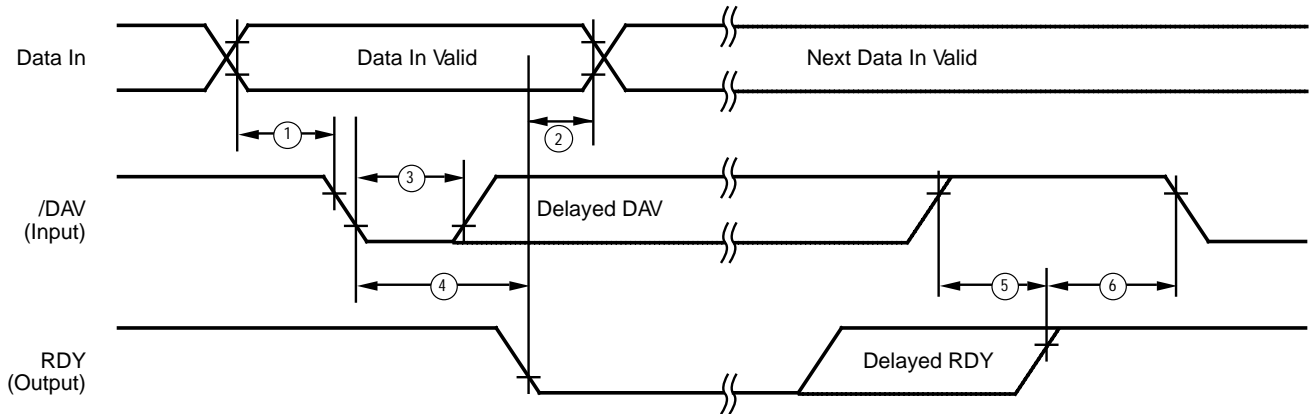 Data In
Data In Valid
Next Data In Valid
1
2
3
/DAV
(Input)
Delayed DAV
4
5
6
RDY
(Output)
Delayed RDY